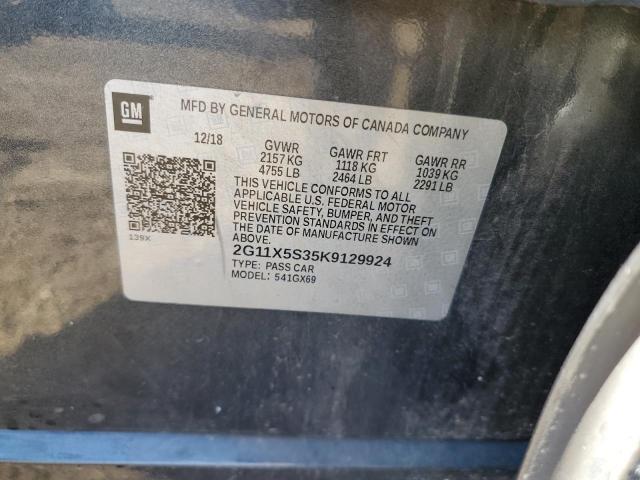 GM
MFD BY GENERAL MOTORS OF CANADA COMPANY
12/18 GVWR GAWR FRT GAWR RR
2157 KG 1118 KG 1039 KG
4755 LB 2464 LB 2291 LB
THIS VEHICLE CONFORMS TO ALL
APPLICABLE U.S. FEDERAL MOTOR
VEHICLE SAFETY, BUMPER, AND THEFT
PREVENTION STANDARDS IN EFFECT ON
THE DATE OF MANUFACTURE SHOWN
ABOVE.
139X
2G11X5S35K9129924
TYPE: PASS CAR
MODEL: 541GX69